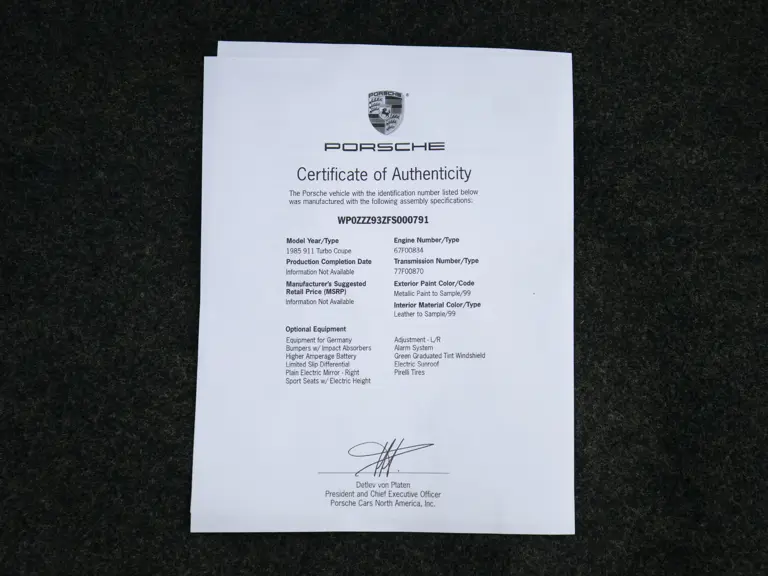 PORSCHE
PORSCHE
Certificate of Authenticity
The Porsche vehicle with the identification number listed below
was manufactured with the following assembly specifications:
WP0ZZZ93ZFS000791
Model Year/Type
1985 911 Turbo Coupe
Production Completion Date
Information Not Available
Manufacturer's Suggested
Retail Price (MSRP)
Information Not Available
Engine Number/Type
67F00834
Transmission Number/Type
77F00870
Exterior Paint Color/Code
Metallic Paint to Sample/99
Interior Material Color/Type
Leather to Sample/99
Optional Equipment
Equipment for Germany
Bumpers w/ Impact Absorbers
Higher Amperage Battery
Limited Slip Differential
Plain Electric Mirror - Right
Sport Seats w/ Electric Height
Adjustment - L/R
Alarm System
Green Graduated Tint Windshield
Electric Sunroof
Pirelli Tires
Detlev von Platen
President and Chief Executive Officer
Porsche Cars North America, Inc.